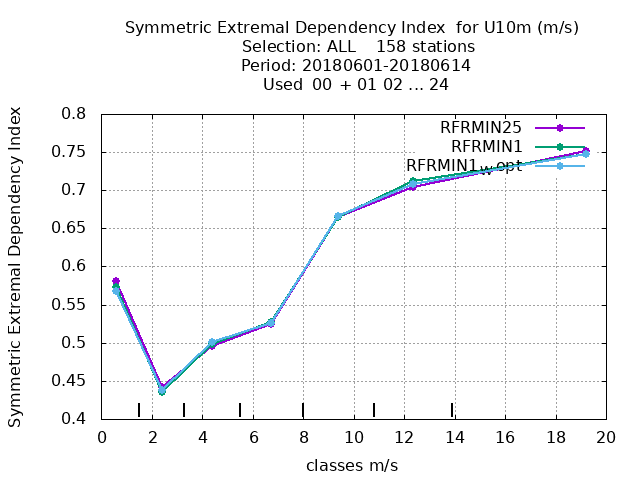 Symmetric Extremal Dependency Index for U10m (m/s)
Selection: ALL 158 stations
Period: 20180601-20180614
Used 00 + 01 02 ... 24
Symmetric Extremal Dependency Index
0.8
0.75
0.7
0.65
0.6
0.55
0.5
0.45
0.4
RFRMIN25
RFRMIN1
RFRMIN1_w_opt
0 2 4 6 8 10 12 14 16 18 20
classes m/s